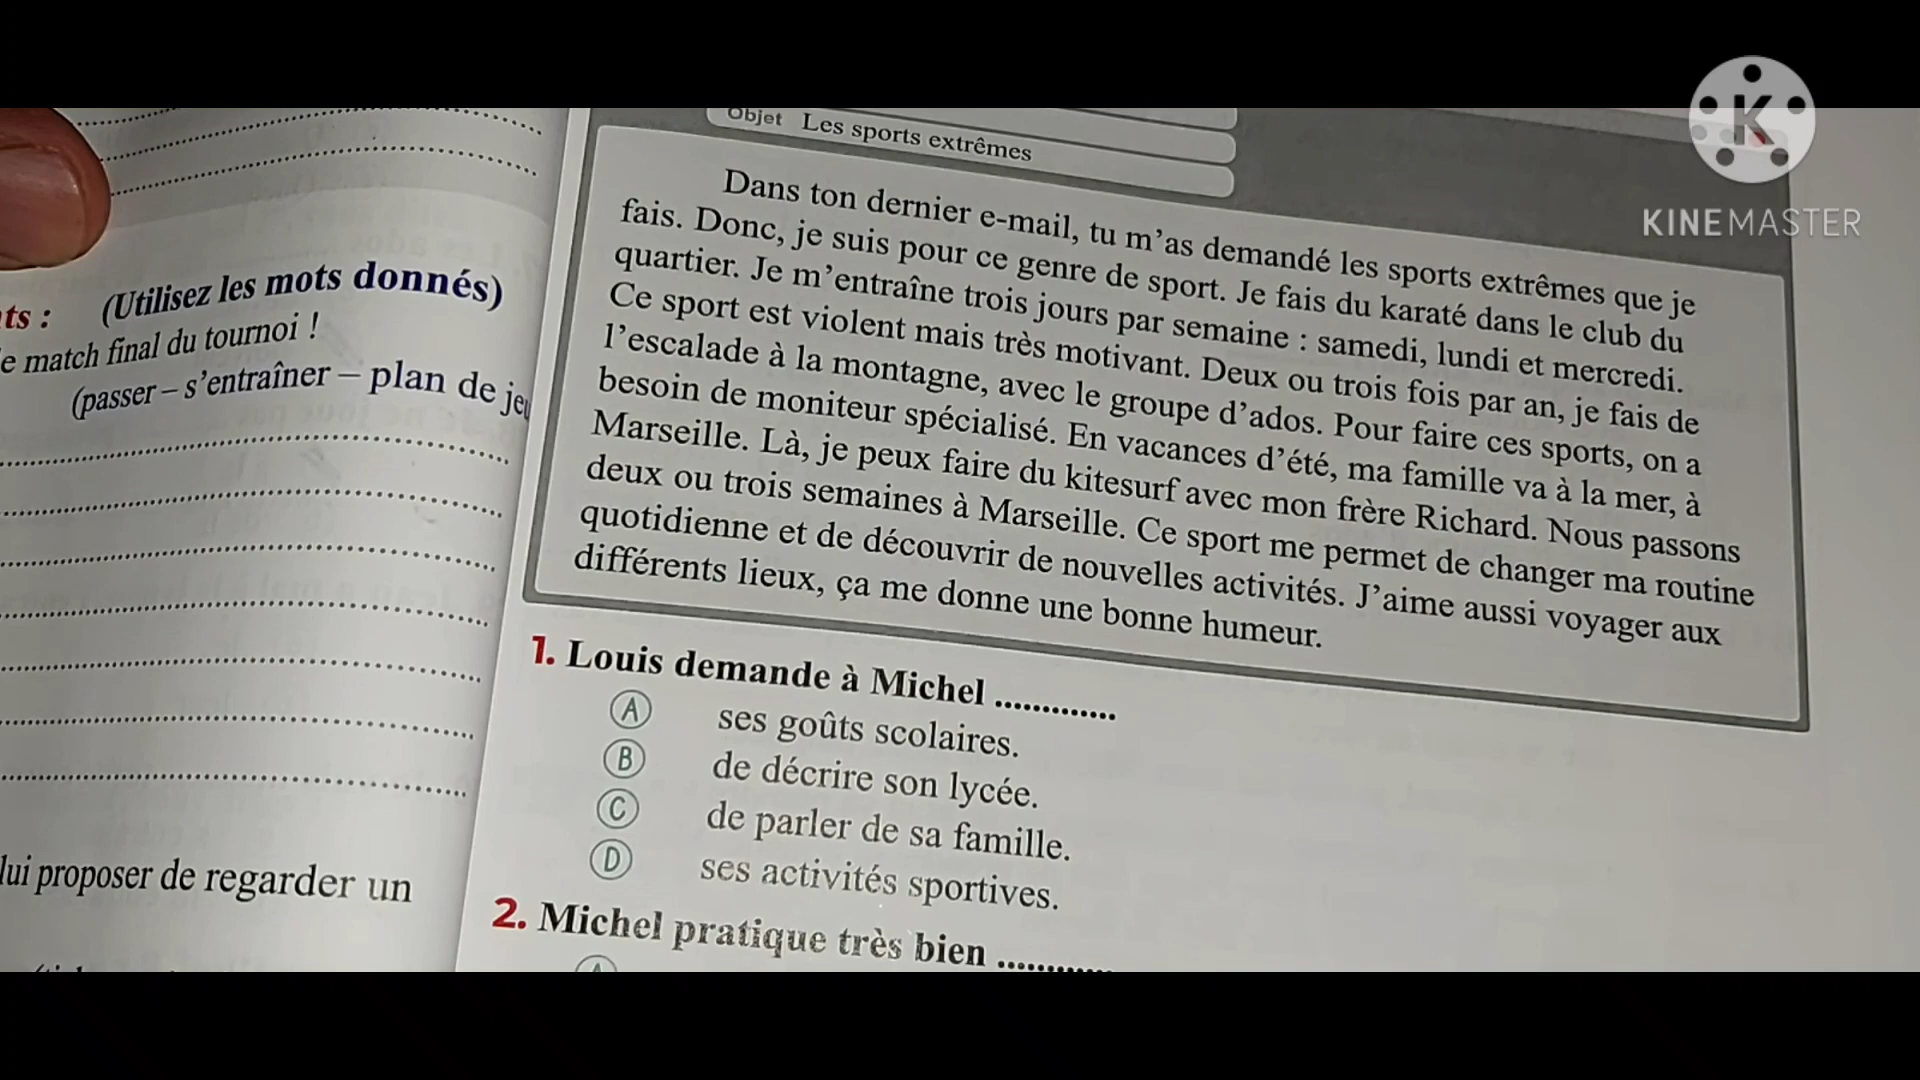 (Utilisez les mots donnés)
match final du tournoi !
(passer – s'entraîner – plan de jeu
lui proposer de regarder un
Objet Les sports extrêmes
Dans ton dernier e-mail, tu m'as demandé les sports extrêmes que je
fais. Donc, je suis pour ce genre de sport. Je fais du karaté dans le club du
quartier. Je m'entraîne trois jours par semaine : samedi, lundi et mercredi.
Ce sport est violent mais très motivant. Deux ou trois fois par an, je fais de
l'escalade à la montagne, avec le groupe d'ados. Pour faire ces sports, on a
besoin de moniteur spécialisé. En vacances d'été, ma famille va à la mer, à
Marseille. Là, je peux faire du kitesurf avec mon frère Richard. Nous passons
deux ou trois semaines à Marseille. Ce sport me permet de changer ma routine
quotidienne et de découvrir de nouvelles activités. J'aime aussi voyager aux
différents lieux, ça me donne une bonne humeur.
1. Louis demande à Michel .............
A ses goûts scolaires.
B de décrire son lycée.
C de parler de sa famille.
D ses activités sportives.
2. Michel pratique très bien ............
A
K
KINEMASTER